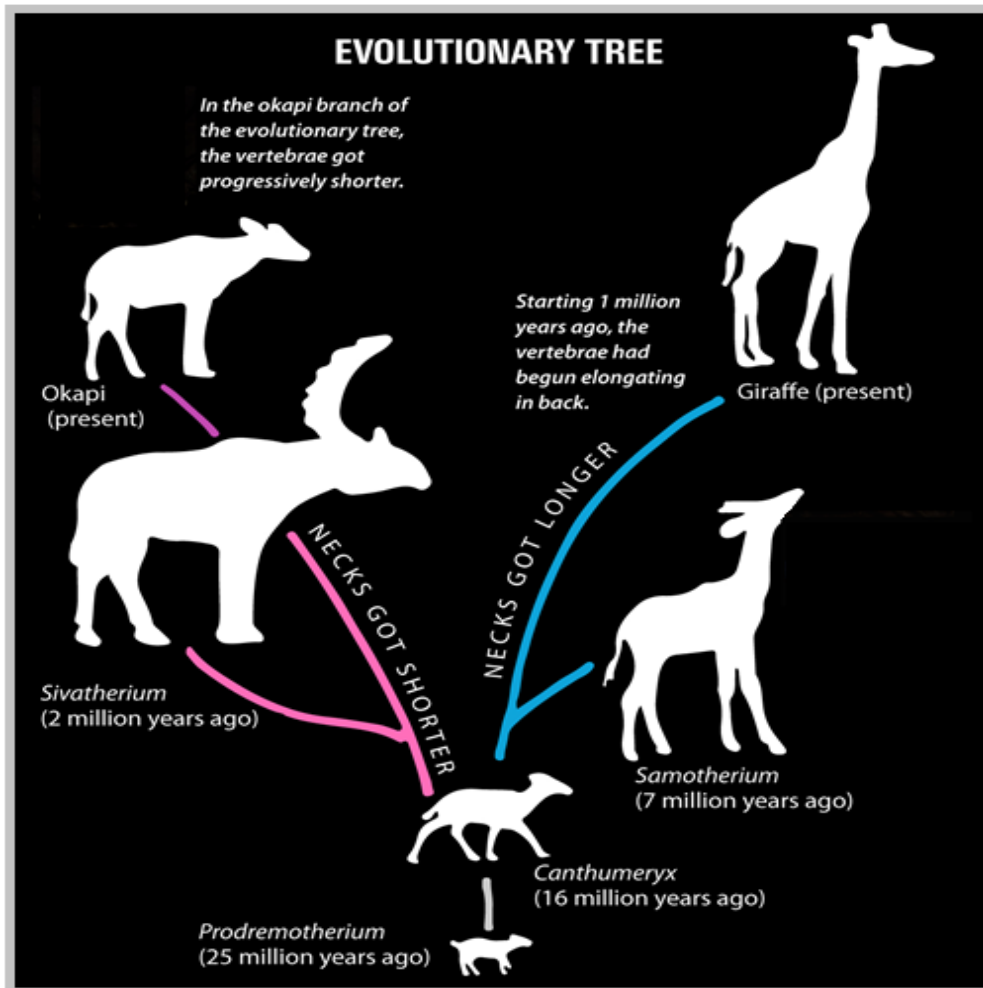 EVOLUTIONARY TREE
In the okapi branch of
the evolutionary tree,
the vertebrae got
progressively shorter.
Starting 1 million
years ago, the
vertebrae had
begun elongating
in back.
Okapi
(present)
Giraffe (present)
NECKS GOT SHORTER
NECKS GOT LONGER
Sivatherium
(2 million years ago)
Samotherium
(7 million years ago)
Canthumeryx
(16 million years ago)
Prodremotherium
(25 million years ago)